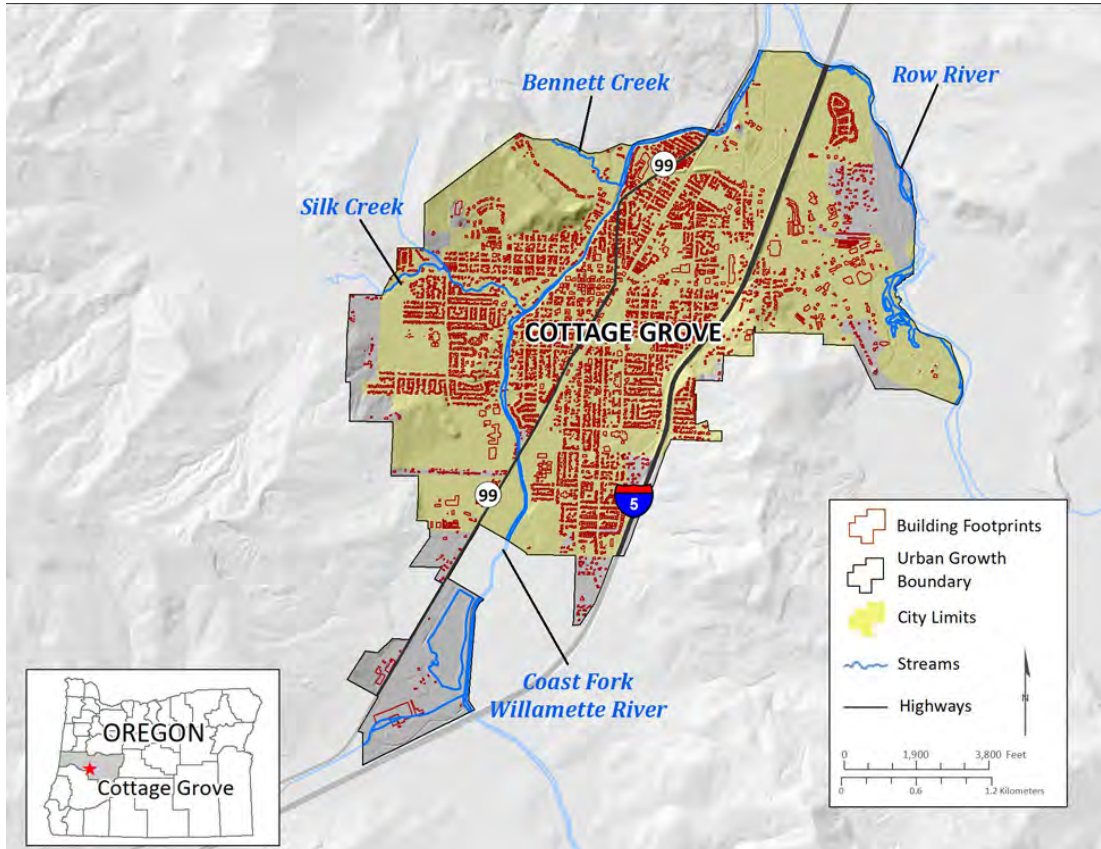 Bennett Creek
Row River
99
Silk Creek
COTTAGE GROVE
99
5
Coast Fork
Willamette River
OREGON
Cottage Grove
Building Footprints
Urban Growth
Boundary
City Limits
Streams
Highways
N
0 1,900 3,800 Feet
0 0.6 1.2 Kilometers